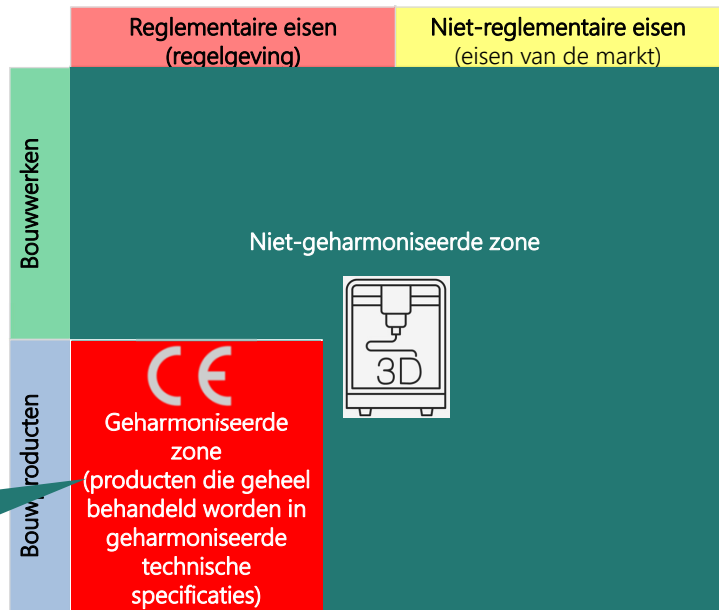 Reglementaire eisen
(regelgeving)
Niet-reglementaire eisen
(eisen van de markt)
Bouwwerken
Niet-geharmoniseerde zone
3D
Bouwproducten
CE
Geharmoniseerde
zone
(producten die geheel
behandeld worden in
geharmoniseerde
technische
specificaties)